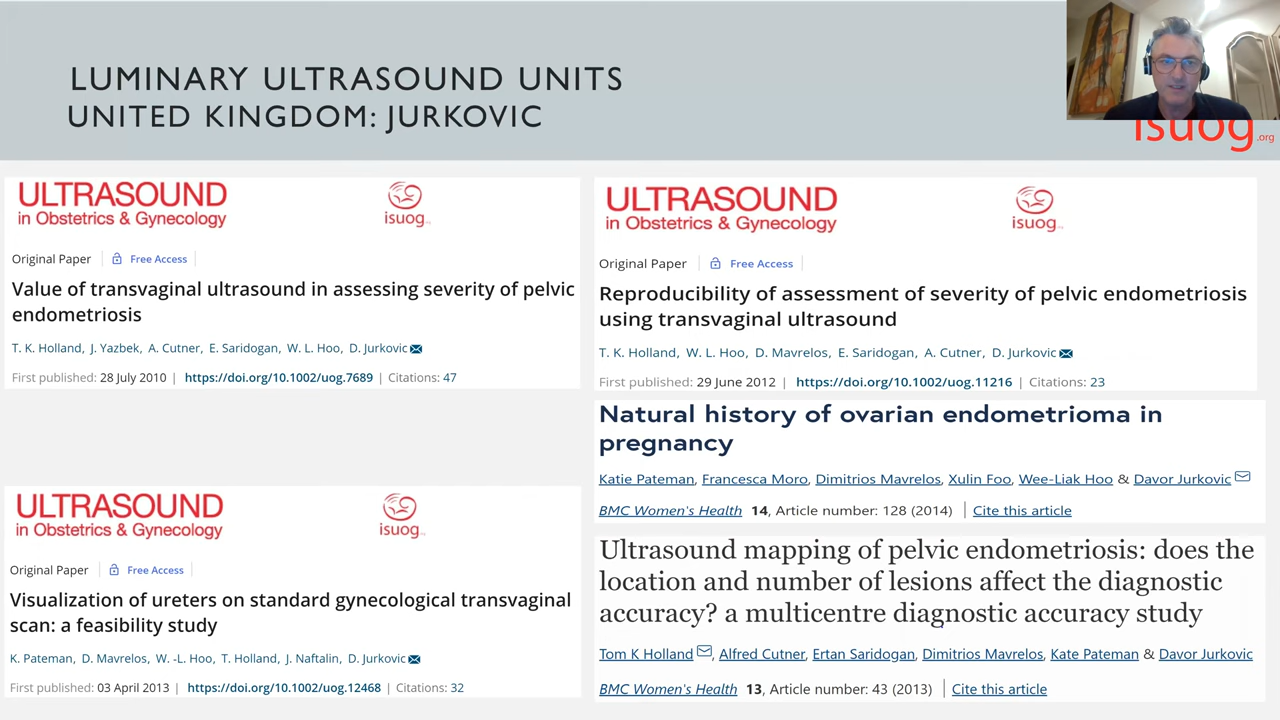 LUMINARY ULTRASOUND UNITS
UNITED KINGDOM: JURKOVIC
isuog.org
ULTRASOUND
in Obstetrics & Gynecology
isuog
Original Paper | Free Access
Value of transvaginal ultrasound in assessing severity of pelvic
endometriosis
T. K. Holland, J. Yazbek, A. Cutner, E. Saridogan, W. L. Hoo, D. Jurkovic
First published: 28 July 2010 | https://doi.org/10.1002/uog.7689 | Citations: 47
ULTRASOUND
in Obstetrics & Gynecology
isuog
Original Paper | Free Access
Visualization of ureters on standard gynecological transvaginal
scan: a feasibility study
K. Pateman, D. Mavrelos, W. -L. Hoo, T. Holland, J. Naftalin, D. Jurkovic
First published: 03 April 2013 | https://doi.org/10.1002/uog.12468 | Citations: 32
ULTRASOUND
in Obstetrics & Gynecology
isuog
Original Paper | Free Access
Reproducibility of assessment of severity of pelvic endometriosis
using transvaginal ultrasound
T. K. Holland, W. L. Hoo, D. Mavrelos, E. Saridogan, A. Cutner, D. Jurkovic
First published: 29 June 2012 | https://doi.org/10.1002/uog.11216 | Citations: 23
Natural history of ovarian endometrioma in
pregnancy
Katie Pateman, Francesca Moro, Dimitrios Mavrelos, Xulin Foo, Wee-Liak Hoo & Davor Jurkovic
BMC Women's Health 14, Article number: 128 (2014) | Cite this article
Ultrasound mapping of pelvic endometriosis: does the
location and number of lesions affect the diagnostic
accuracy? a multicentre diagnostic accuracy study
Tom K Holland, Alfred Cutner, Ertan Saridogan, Dimitrios Mavrelos, Kate Pateman & Davor Jurkovic
BMC Women's Health 13, Article number: 43 (2013) | Cite this article